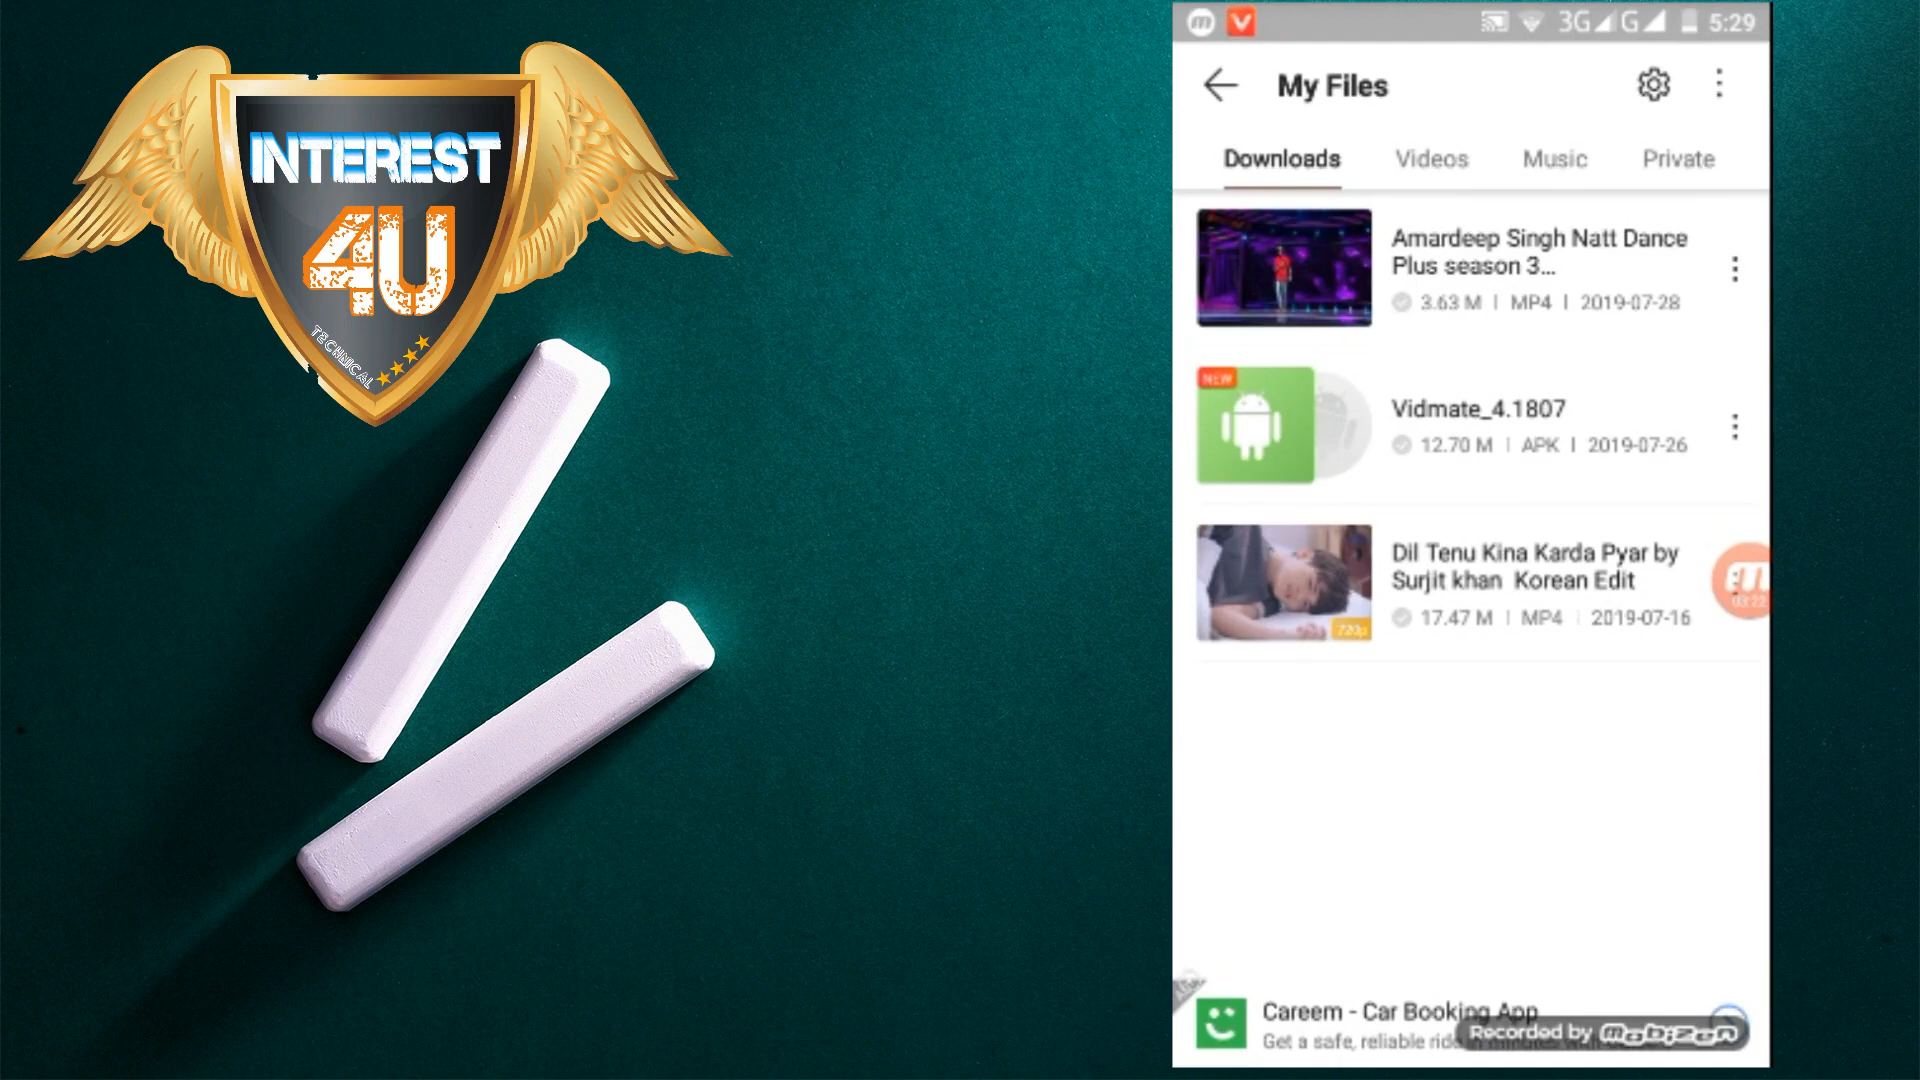 INTEREST
4U
TECHNICAL
3G G 5:29
My Files
Downloads Videos Music Private
Amardeep Singh Natt Dance
Plus season 3...
3.63 M | MP4 | 2019-07-28
NEW
Vidmate_4.1807
12.70 M | APK | 2019-07-26
Dil Tenu Kina Karda Pyar by
Surjit khan Korean Edit
720p
17.47 M | MP4 | 2019-07-16
Careem - Car Booking App
Get a safe, reliable ride in minutes
Recorded by mobizen